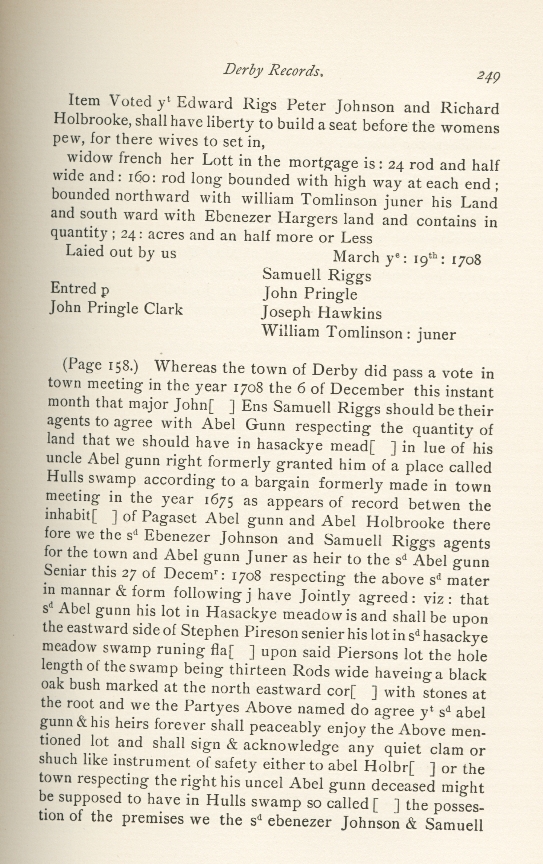 Derby Records. 249
Item Voted yᵗ Edward Rigs Peter Johnson and Richard
Holbrooke, shall have liberty to build a seat before the womens
pew, for there wives to set in,
widow french her Lott in the mortgage is: 24 rod and half
wide and: 160: rod long bounded with high way at each end;
bounded northward with william Tomlinson juner his Land
and south ward with Ebenezer Hargers land and contains in
quantity; 24: acres and an half more or Less
Laied out by us March yᵉ: 19ᵗʰ: 1708
Samuell Riggs
Entred p John Pringle
John Pringle Clark Joseph Hawkins
William Tomlinson: juner
(Page 158.) Whereas the town of Derby did pass a vote in
town meeting in the year 1708 the 6 of December this instant
month that major John[ ] Ens Samuell Riggs should be their
agents to agree with Abel Gunn respecting the quantity of
land that we should have in hasackye mead[ ] in lue of his
uncle Abel gunn right formerly granted him of a place called
Hulls swamp according to a bargain formerly made in town
meeting in the year 1675 as appears of record betwen the
inhabit[ ] of Pagaset Abel gunn and Abel Holbrooke there
fore we the sᵈ Ebenezer Johnson and Samuell Riggs agents
for the town and Abel gunn Juner as heir to the sᵈ Abel gunn
Seniar this 27 of Decemʳ: 1708 respecting the above sᵈ mater
in mannar & form following j have Jointly agreed: viz: that
sᵈ Abel gunn his lot in Hasackye meadow is and shall be upon
the eastward side of Stephen Pireson senier his lot in sᵈ hasackye
meadow swamp runing fla[ ] upon said Piersons lot the hole
length of the swamp being thirteen Rods wide haveing a black
oak bush marked at the north eastward cor[ ] with stones at
the root and we the Partyes Above named do agree yᵗ sᵈ abel
gunn & his heirs forever shall peaceably enjoy the Above men-
tioned lot and shall sign & acknowledge any quiet clam or
shuch like instrument of safety either to abel Holbr[ ] or the
town respecting the right his uncel Abel gunn deceased might
be supposed to have in Hulls swamp so called [ ] the posses-
tion of the premises we the sᵈ ebenezer Johnson & Samuell